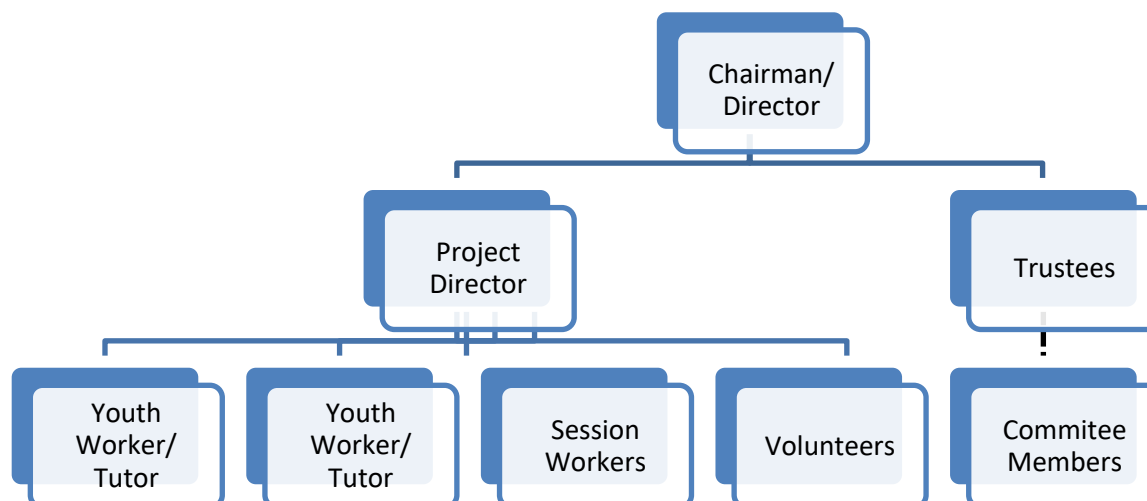 Chairman/
Director
Project
Director
Trustees
Youth
Worker/
Tutor
Youth
Worker/
Tutor
Session
Workers
Volunteers
Commitee
Members